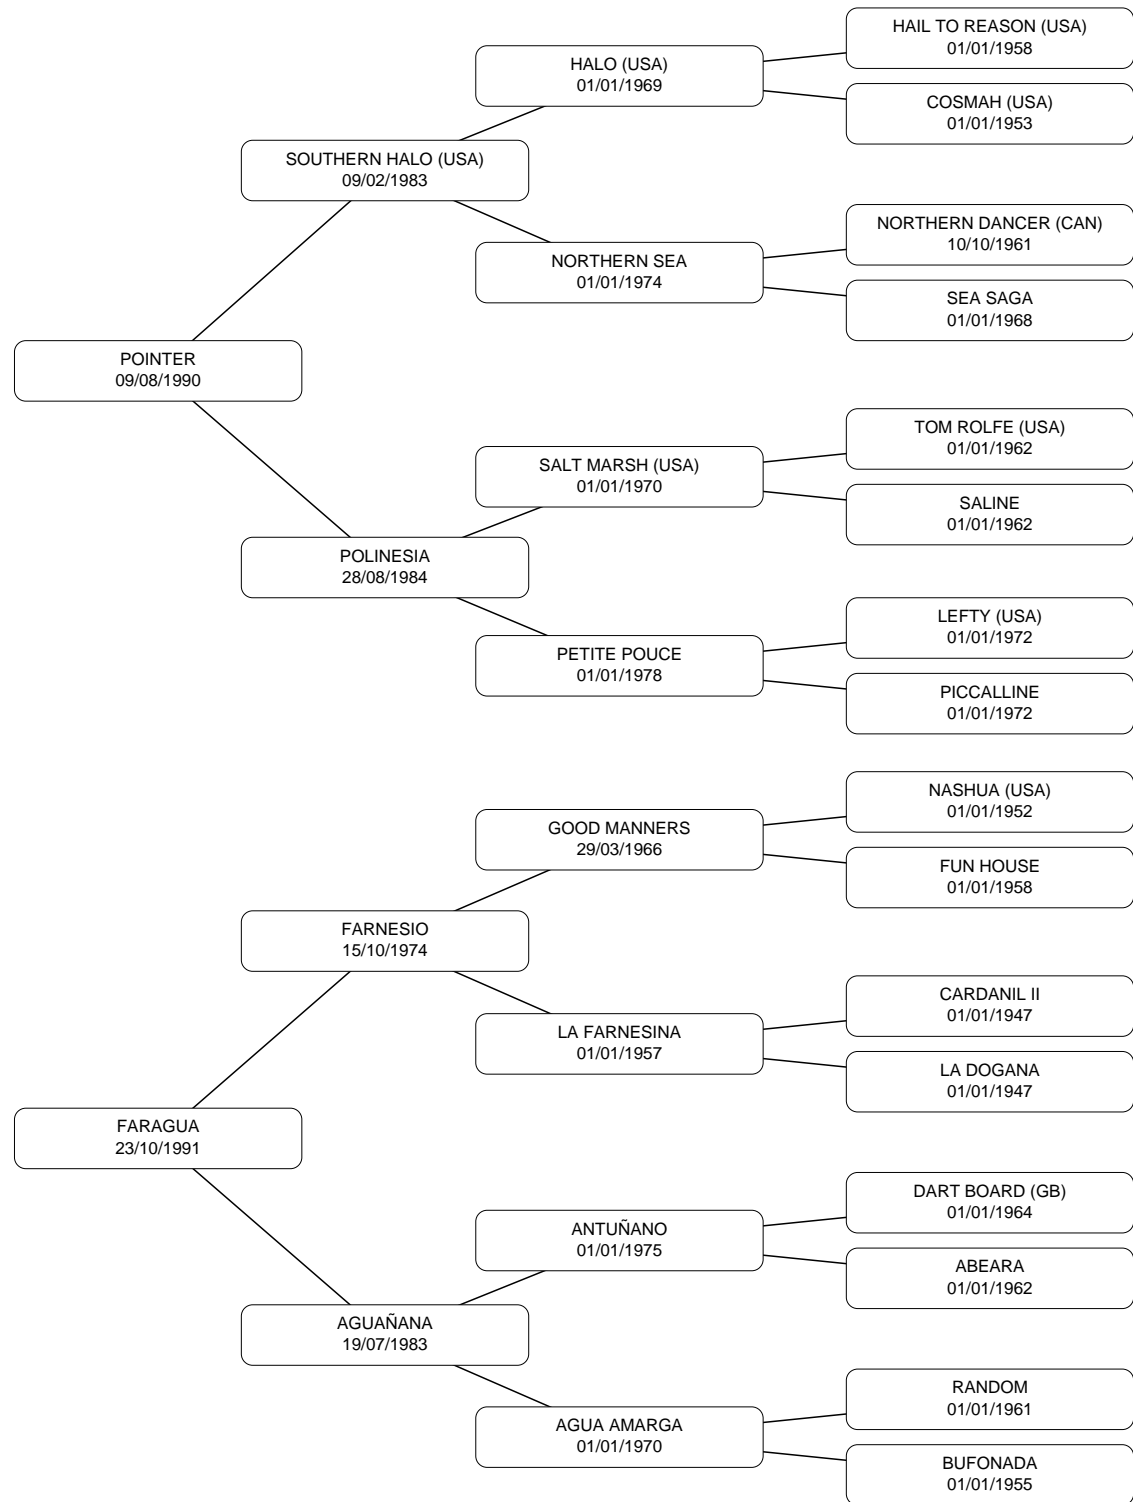 HAIL TO REASON (USA)
01/01/1958
HALO (USA)
01/01/1969
COSMAH (USA)
01/01/1953
SOUTHERN HALO (USA)
09/02/1983
NORTHERN DANCER (CAN)
10/10/1961
NORTHERN SEA
01/01/1974
SEA SAGA
01/01/1968
POINTER
09/08/1990
TOM ROLFE (USA)
01/01/1962
SALT MARSH (USA)
01/01/1970
SALINE
01/01/1962
POLINESIA
28/08/1984
LEFTY (USA)
01/01/1972
PETITE POUCE
01/01/1978
PICCALLINE
01/01/1972
NASHUA (USA)
01/01/1952
GOOD MANNERS
29/03/1966
FUN HOUSE
01/01/1958
FARNESIO
15/10/1974
CARDANIL II
01/01/1947
LA FARNESINA
01/01/1957
LA DOGANA
01/01/1947
FARAGUA
23/10/1991
DART BOARD (GB)
01/01/1964
ANTUÑANO
01/01/1975
ABEARA
01/01/1962
AGUAÑANA
19/07/1983
RANDOM
01/01/1961
AGUA AMARGA
01/01/1970
BUFONADA
01/01/1955